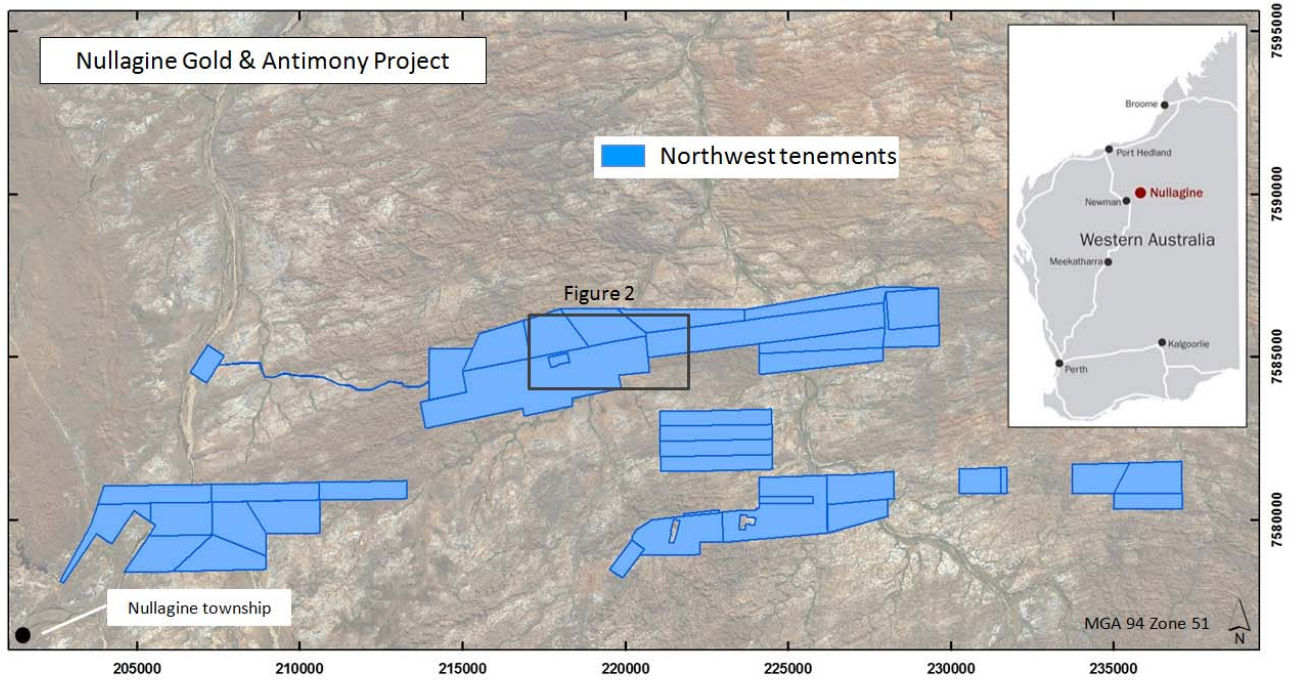 Nullagine Gold & Antimony Project
Northwest tenements
Figure 2
Nullagine township
MGA 94 Zone 51
N
Broome
Port Hedland
Nullagine
Newman
Western Australia
Meekatharra
Kalgoorlie
Perth
7595000
7590000
7585000
7580000
205000
210000
215000
220000
225000
230000
235000